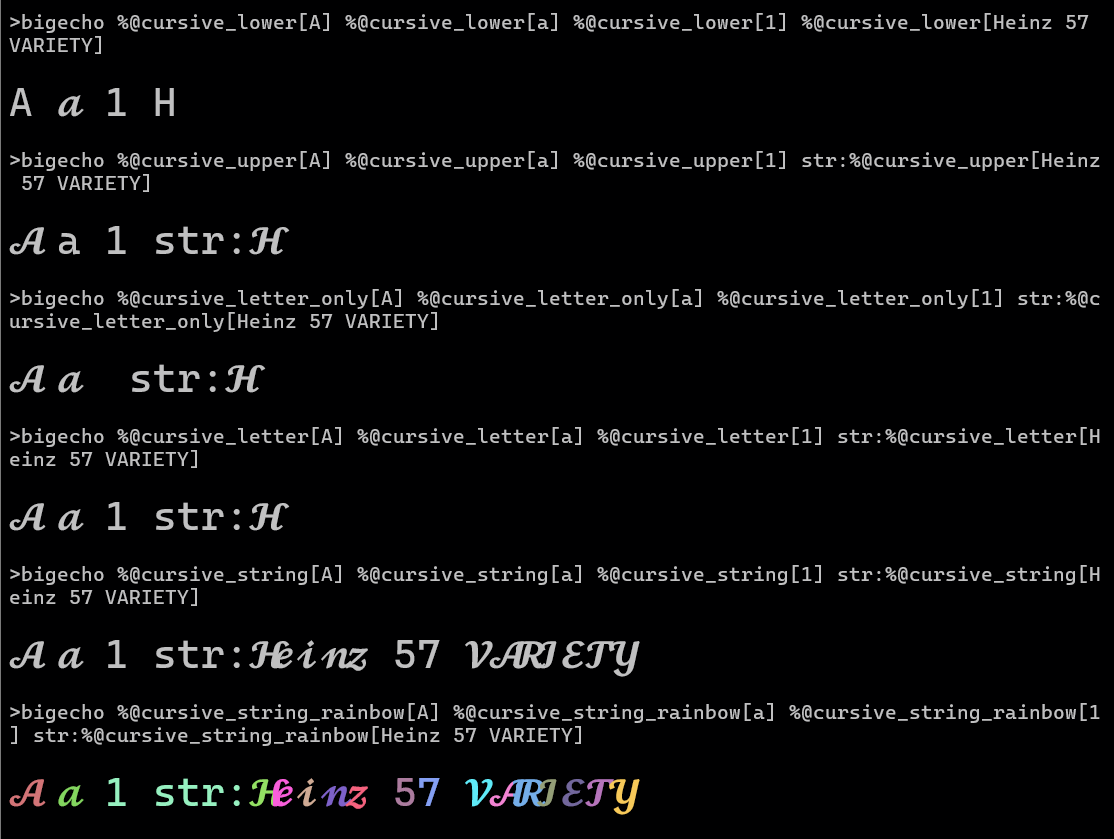 >bigecho %@cursive_lower[A] %@cursive_lower[a] %@cursive_lower[1] %@cursive_lower[Heinz 57
VARIETY]
A 𝓪 1 H
>bigecho %@cursive_upper[A] %@cursive_upper[a] %@cursive_upper[1] str:%@cursive_upper[Heinz
 57 VARIETY]
𝓐 a 1 str:𝓗
>bigecho %@cursive_letter_only[A] %@cursive_letter_only[a] %@cursive_letter_only[1] str:%@c
ursive_letter_only[Heinz 57 VARIETY]
𝓐 𝓪  str:𝓗
>bigecho %@cursive_letter[A] %@cursive_letter[a] %@cursive_letter[1] str:%@cursive_letter[H
einz 57 VARIETY]
𝓐 𝓪 1 str:𝓗
>bigecho %@cursive_string[A] %@cursive_string[a] %@cursive_string[1] str:%@cursive_string[H
einz 57 VARIETY]
𝓐 𝓪 1 str:𝓗𝓮𝓲𝓷𝔃 57 𝓥𝓐𝓡𝓘𝓔𝓣𝓨
>bigecho %@cursive_string_rainbow[A] %@cursive_string_rainbow[a] %@cursive_string_rainbow[1
] str:%@cursive_string_rainbow[Heinz 57 VARIETY]
𝓐 𝓪 1 str:𝓗𝓮𝓲𝓷𝔃 57 𝓥𝓐𝓡𝓘𝓔𝓣𝓨